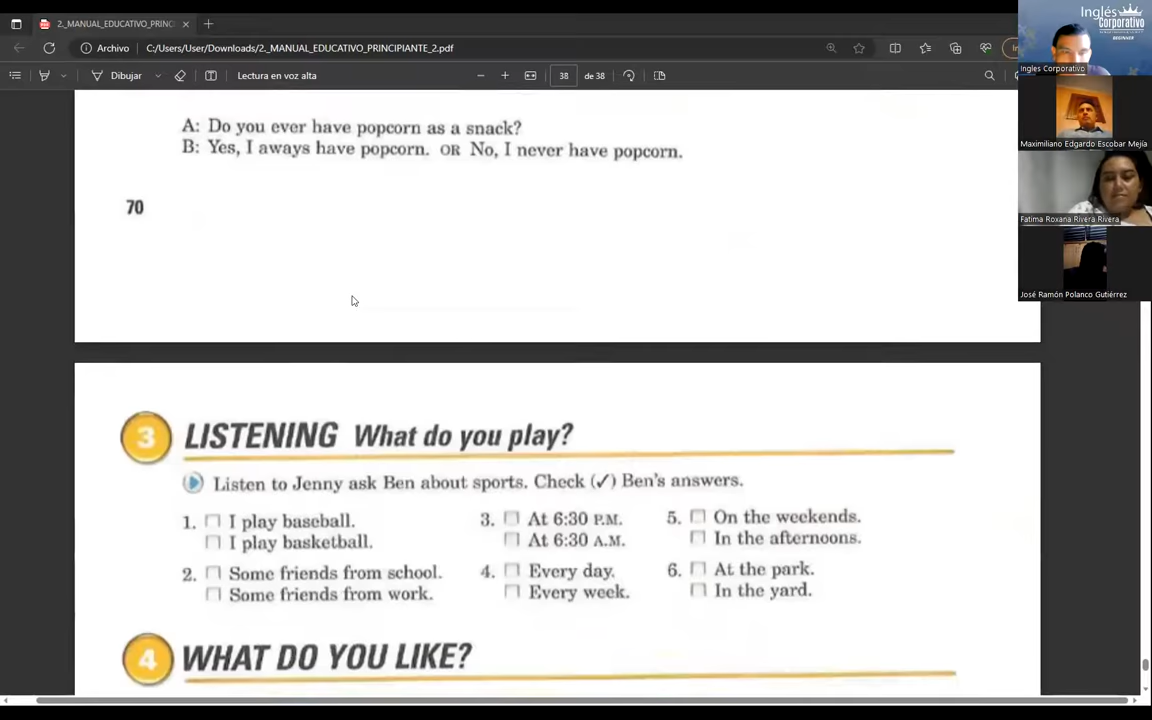 2._MANUAL_EDUCATIVO_PRINC
Archivo
C:/Users/User/Downloads/2._MANUAL_EDUCATIVO_PRINCIPIANTE_2.pdf
Dibujar
Lectura en voz alta
38
de 38
Inglés
Corporativo
BEGINNER
Ingles Corporativo
Maximiliano Edgardo Escobar Mejía
Fatima Roxana Rivera Rivera
José Ramón Polanco Gutiérrez
A: Do you ever have popcorn as a snack?
B: Yes, I aways have popcorn. OR No, I never have popcorn.
70
3 LISTENING What do you play?
Listen to Jenny ask Ben about sports. Check (✓) Ben's answers.
1. I play baseball.
I play basketball.
2. Some friends from school.
Some friends from work.
3. At 6:30 P.M.
At 6:30 A.M.
4. Every day.
Every week.
5. On the weekends.
In the afternoons.
6. At the park.
In the yard.
4 WHAT DO YOU LIKE?